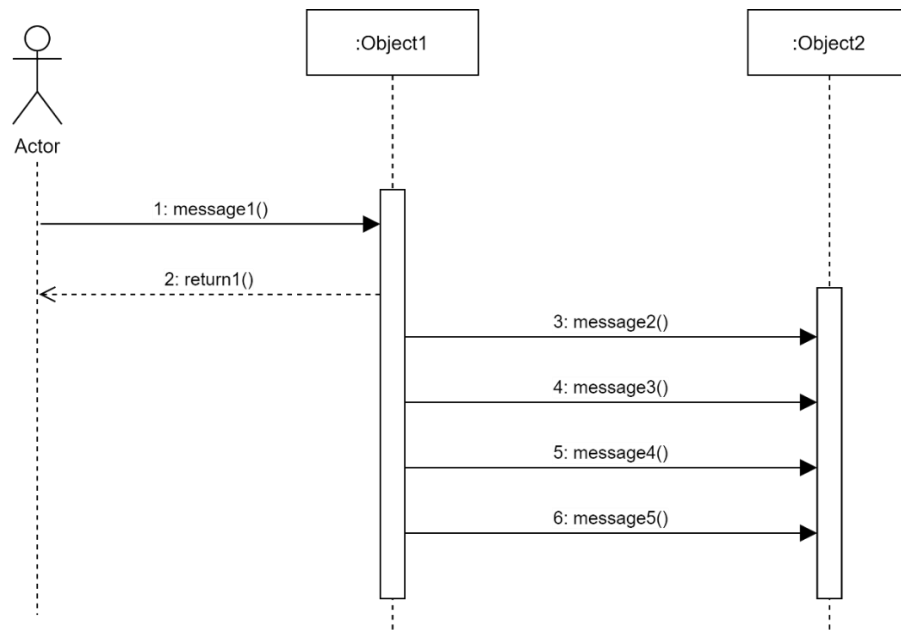 :Object1
:Object2
Actor
1: message1()
2: return1()
3: message2()
4: message3()
5: message4()
6: message5()